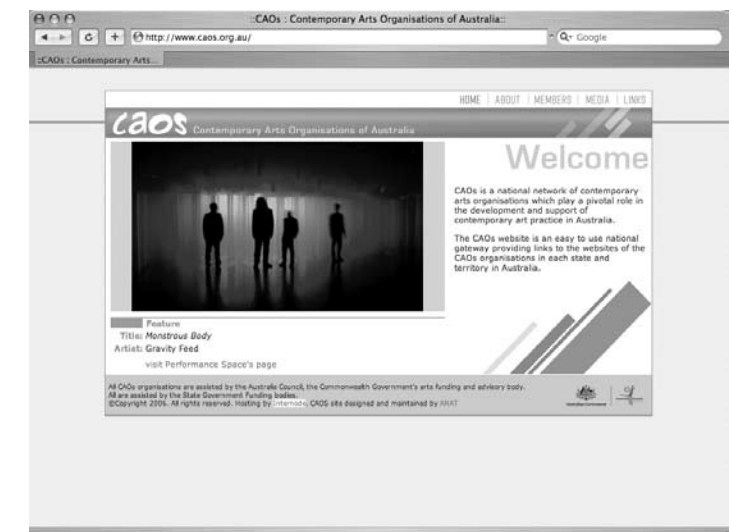 ::CAOs : Contemporary Arts Organisations of Australia::
http://www.caos.org.au/
Google
::CAOs : Contemporary Arts...
HOME | ABOUT | MEMBERS | MEDIA | LINKS
caos Contemporary Arts Organisations of Australia
Welcome
CAOs is a national network of contemporary
arts organisations which play a pivotal role in
the development and support of
contemporary art practice in Australia.
The CAOs website is an easy to use national
gateway providing links to the websites of the
CAOs organisations in each state and
territory in Australia.
Feature
Title: Monstrous Body
Artist: Gravity Feed
visit Performance Space's page
All CAOs organisations are assisted by the Australia Council, the Commonwealth Government's arts funding and advisory body.
All are assisted by the State Government Funding bodies.
©Copyright 2006. All rights reserved. Hosting by Internode. CAOS site designed and maintained by ANAT